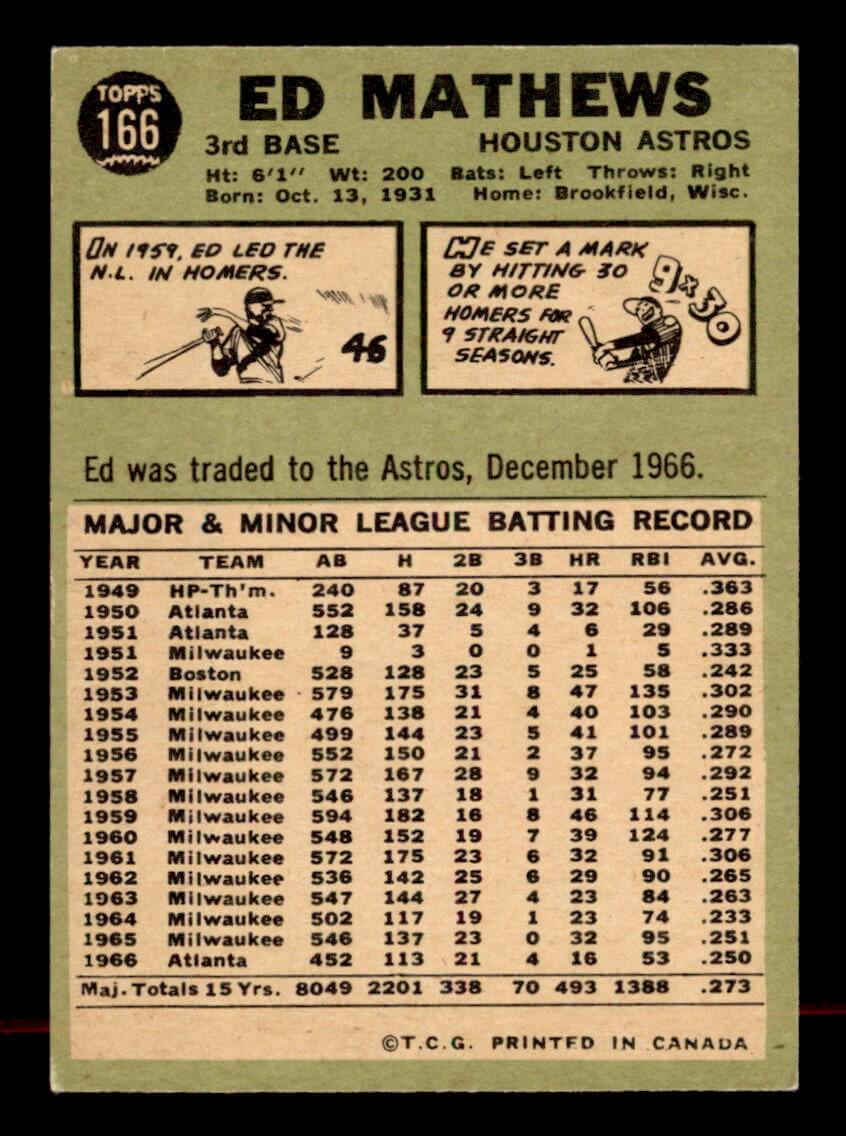 TOPPS
166
ED MATHEWS
3rd BASE HOUSTON ASTROS
Ht: 6'1" Wt: 200 Bats: Left Throws: Right
Born: Oct. 13, 1931 Home: Brookfield, Wisc.
IN 1959, ED LED THE
N.L. IN HOMERS.
46
HE SET A MARK
BY HITTING 30
OR MORE
HOMERS FOR
9 STRAIGHT
SEASONS.
9x30
Ed was traded to the Astros, December 1966.
MAJOR & MINOR LEAGUE BATTING RECORD
YEAR TEAM AB H 2B 3B HR RBI AVG.
1949 HP-Th'm. 240 87 20 3 17 56 .363
1950 Atlanta 552 158 24 9 32 106 .286
1951 Atlanta 128 37 5 4 6 29 .289
1951 Milwaukee 9 3 0 0 1 5 .333
1952 Boston 528 128 23 5 25 58 .242
1953 Milwaukee 579 175 31 8 47 135 .302
1954 Milwaukee 476 138 21 4 40 103 .290
1955 Milwaukee 499 144 23 5 41 101 .289
1956 Milwaukee 552 150 21 2 37 95 .272
1957 Milwaukee 572 167 28 9 32 94 .292
1958 Milwaukee 546 137 18 1 31 77 .251
1959 Milwaukee 594 182 16 8 46 114 .306
1960 Milwaukee 548 152 19 7 39 124 .277
1961 Milwaukee 572 175 23 6 32 91 .306
1962 Milwaukee 536 142 25 6 29 90 .265
1963 Milwaukee 547 144 27 4 23 84 .263
1964 Milwaukee 502 117 19 1 23 74 .233
1965 Milwaukee 546 137 23 0 32 95 .251
1966 Atlanta 452 113 21 4 16 53 .250
Maj. Totals 15 Yrs. 8049 2201 338 70 493 1388 .273
©T.C.G. PRINTED IN CANADA